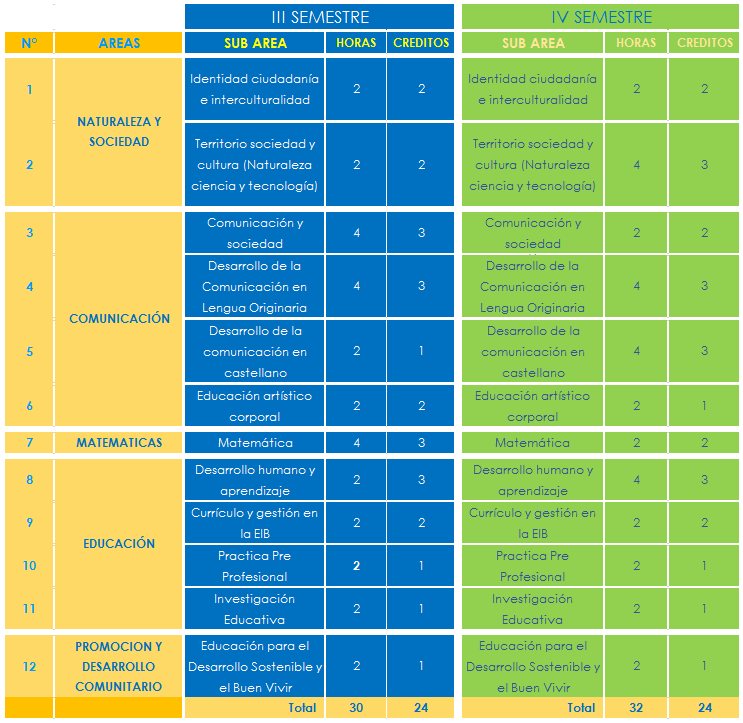 III SEMESTRE IV SEMESTRE
N° AREAS SUB AREA HORAS CREDITOS SUB AREA HORAS CREDITOS
1 NATURALEZA Y SOCIEDAD Identidad ciudadanía e interculturalidad 2 2 Identidad ciudadanía e interculturalidad 2 2
2 Territorio sociedad y cultura (Naturaleza ciencia y tecnología) 2 2 Territorio sociedad y cultura (Naturaleza ciencia y tecnología) 4 3
3 COMUNICACIÓN Comunicación y sociedad 4 3 Comunicación y sociedad 2 2
4 Desarrollo de la Comunicación en Lengua Originaria 4 3 Desarrollo de la Comunicación en Lengua Originaria 4 3
5 Desarrollo de la comunicación en castellano 2 1 Desarrollo de la comunicación en castellano 4 3
6 Educación artístico corporal 2 2 Educación artístico corporal 2 1
7 MATEMATICAS Matemática 4 3 Matemática 2 2
8 EDUCACIÓN Desarrollo humano y aprendizaje 2 3 Desarrollo humano y aprendizaje 4 3
9 Currículo y gestión en la EIB 2 2 Currículo y gestión en la EIB 2 2
10 Practica Pre Profesional 2 1 Practica Pre Profesional 2 1
11 Investigación Educativa 2 1 Investigación Educativa 2 1
12 PROMOCION Y DESARROLLO COMUNITARIO Educación para el Desarrollo Sostenible y el Buen Vivir 2 1 Educación para el Desarrollo Sostenible y el Buen Vivir 2 1
Total 30 24 Total 32 24